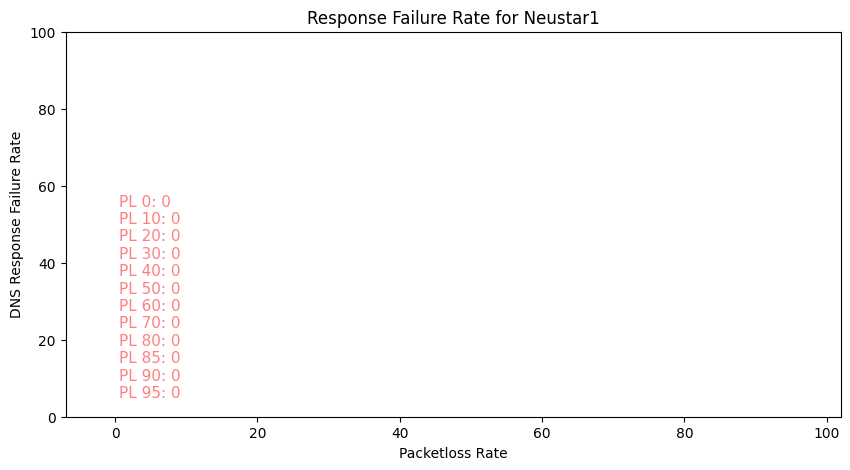 Response Failure Rate for Neustar1
DNS Response Failure Rate
100
80
60
40
20
0
PL 0: 0
PL 10: 0
PL 20: 0
PL 30: 0
PL 40: 0
PL 50: 0
PL 60: 0
PL 70: 0
PL 80: 0
PL 85: 0
PL 90: 0
PL 95: 0
0 20 40 60 80 100
Packetloss Rate